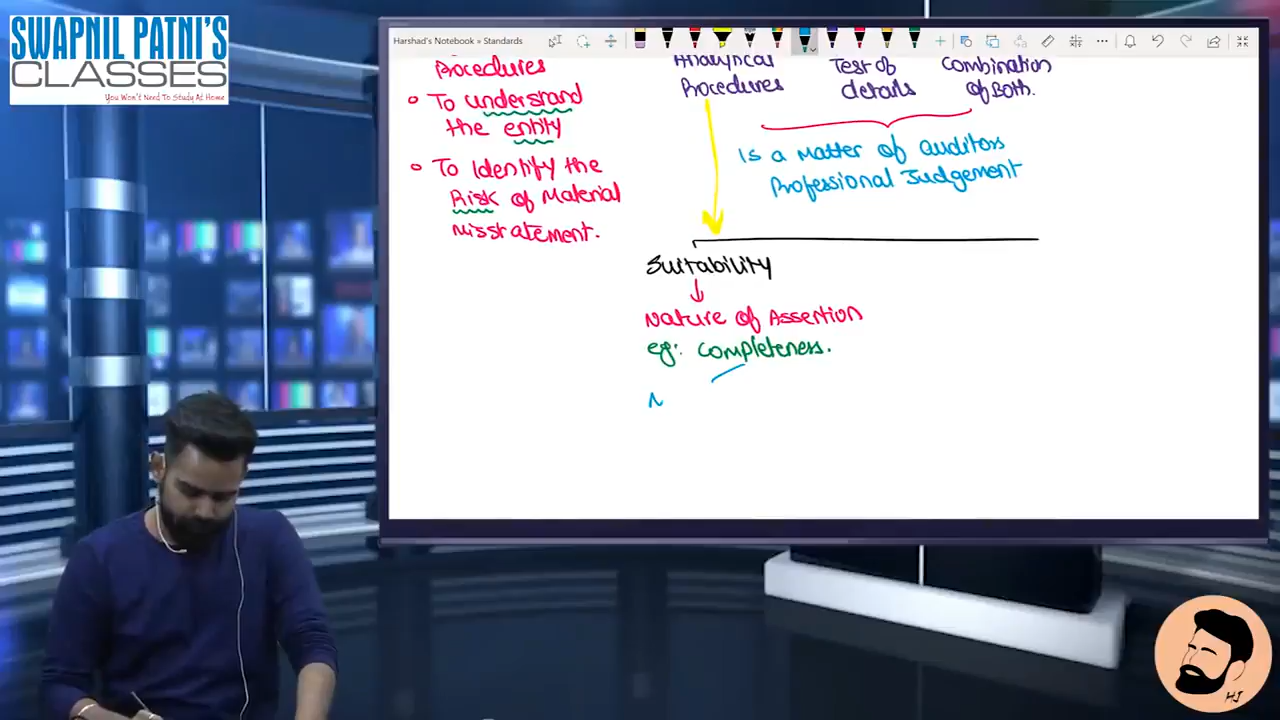 SWAPNIL PATNI'S
CLASSES
You Won't Need To Study At Home
Harshad's Notebook » Standards
Procedures
To understand
the entity
To Identify the
Risk of Material
Misstatement.
Analytical
Procedures
Test of
details
Combination
of Both.
Is a Matter of auditors
Professional Judgement
Suitability
Nature of Assertion
eg: completeness.
N
HJ